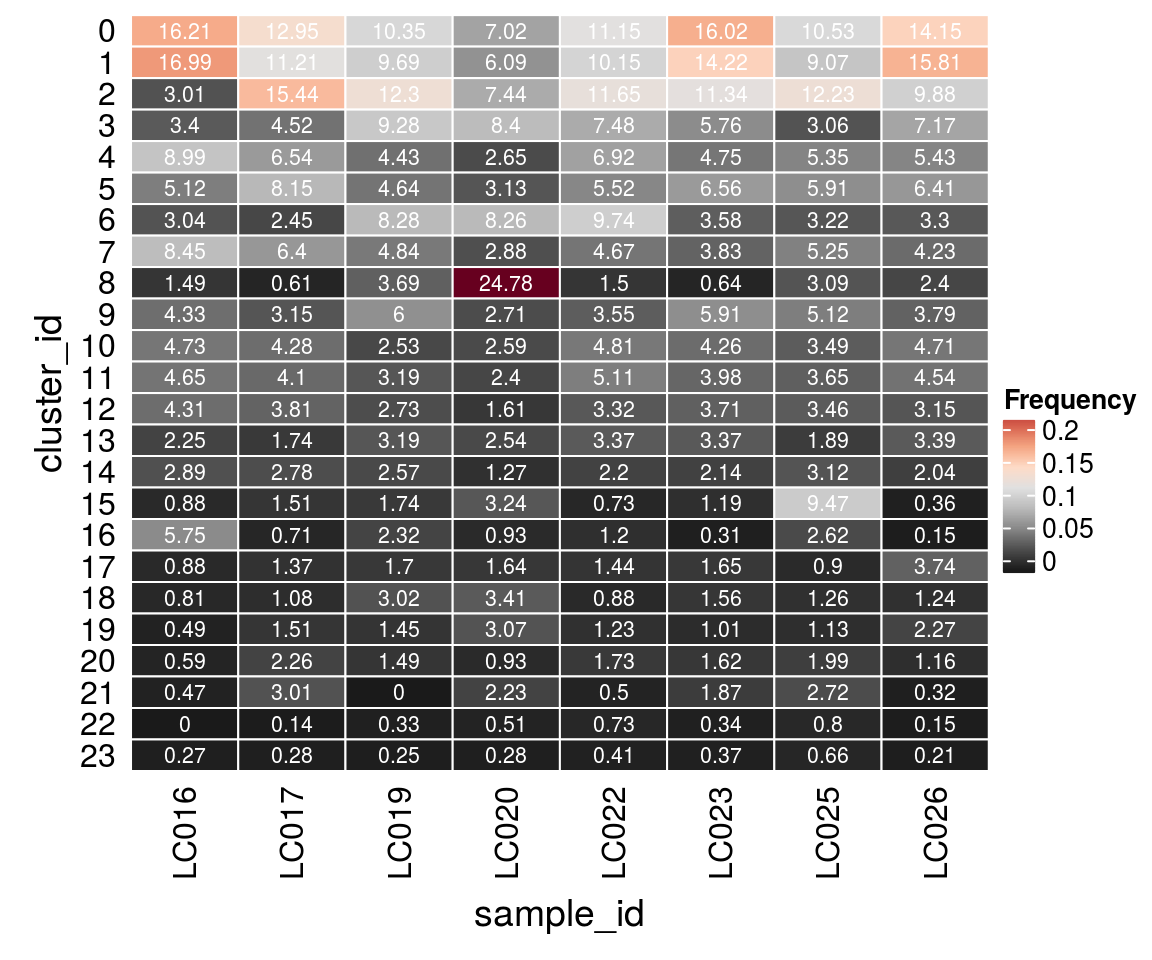 0 16.21 12.95 10.35 7.02 11.15 16.02 10.53 14.15
1 16.99 11.21 9.69 6.09 10.15 14.22 9.07 15.81
2 3.01 15.44 12.3 7.44 11.65 11.34 12.23 9.88
3 3.4 4.52 9.28 8.4 7.48 5.76 3.06 7.17
4 8.99 6.54 4.43 2.65 6.92 4.75 5.35 5.43
5 5.12 8.15 4.64 3.13 5.52 6.56 5.91 6.41
6 3.04 2.45 8.28 8.26 9.74 3.58 3.22 3.3
7 8.45 6.4 4.84 2.88 4.67 3.83 5.25 4.23
8 1.49 0.61 3.69 24.78 1.5 0.64 3.09 2.4
9 4.33 3.15 6 2.71 3.55 5.91 5.12 3.79
10 4.73 4.28 2.53 2.59 4.81 4.26 3.49 4.71
11 4.65 4.1 3.19 2.4 5.11 3.98 3.65 4.54
12 4.31 3.81 2.73 1.61 3.32 3.71 3.46 3.15
13 2.25 1.74 3.19 2.54 3.37 3.37 1.89 3.39
14 2.89 2.78 2.57 1.27 2.2 2.14 3.12 2.04
15 0.88 1.51 1.74 3.24 0.73 1.19 9.47 0.36
16 5.75 0.71 2.32 0.93 1.2 0.31 2.62 0.15
17 0.88 1.37 1.7 1.64 1.44 1.65 0.9 3.74
18 0.81 1.08 3.02 3.41 0.88 1.56 1.26 1.24
19 0.49 1.51 1.45 3.07 1.23 1.01 1.13 2.27
20 0.59 2.26 1.49 0.93 1.73 1.62 1.99 1.16
21 0.47 3.01 0 2.23 0.5 1.87 2.72 0.32
22 0 0.14 0.33 0.51 0.73 0.34 0.8 0.15
23 0.27 0.28 0.25 0.28 0.41 0.37 0.66 0.21
cluster_id
LC016 LC017 LC019 LC020 LC022 LC023 LC025 LC026
sample_id
Frequency
0.2
0.15
0.1
0.05
0